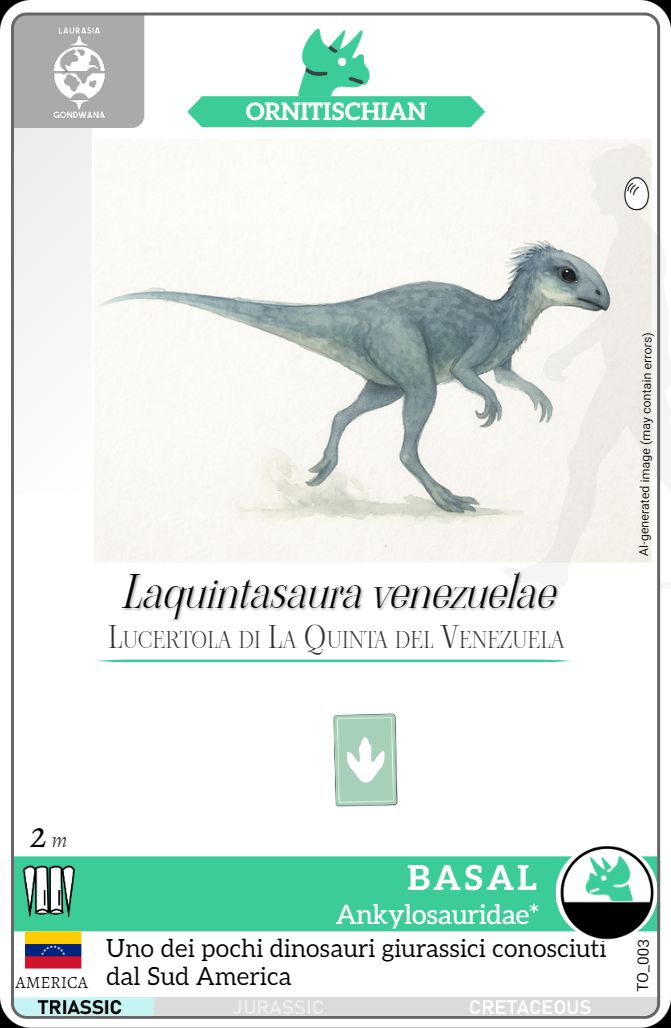 LAURASIA
GONDWANA
ORNITISCHIAN
AI-generated image (may contain errors)
Laquintasaura venezuelae
Lucertola di La Quinta del Venezuela
2 m
BASAL
Ankylosauridae*
Uno dei pochi dinosauri giurassici conosciuti
dal Sud America
AMERICA
TO_003
TRIASSIC JURASSIC CRETACEOUS